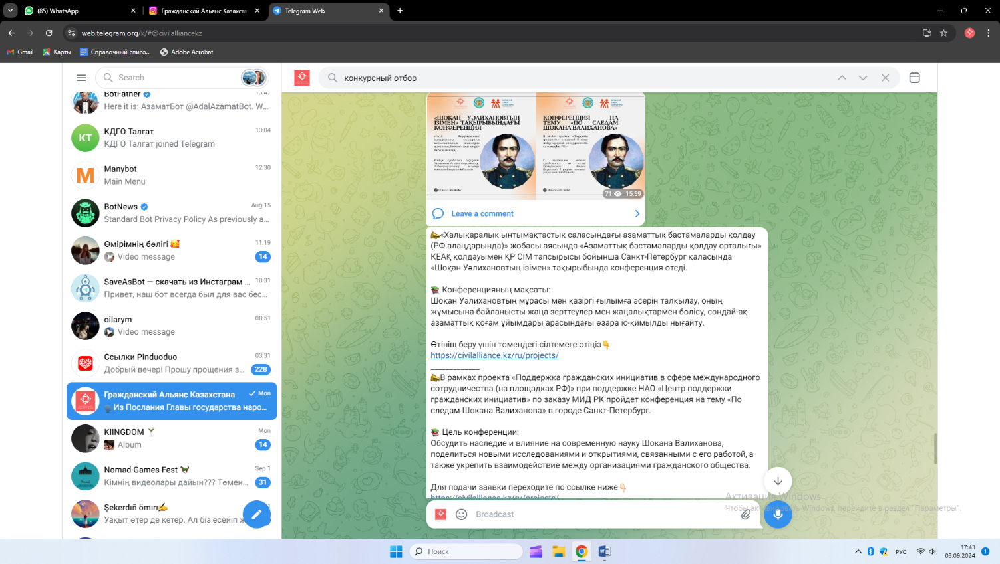 (85) WhatsApp
Гражданский Альянс Казахста
Telegram Web
web.telegram.org/k/#@civilalliancekz
Gmail
Карты
Справочный списо...
Adobe Acrobat
Search
конкурсный отбор
BotFather
Here it is: АзаматБот @AdalAzamatBot. W...
КТ
КДГО Талгат
13:04
КДГО Талгат joined Telegram
Manybot
12:30
Main Menu
BotNews
Aug 15
Standard Bot Privacy Policy As previously a...
Өмірімнің бөлігі
11:19
Video message
14
SaveAsBot — скачать из Инстаграм ...
10:31
Привет, наш бот всегда был для вас бес...
oilarym
08:51
Video message
Ссылки Pinduoduo
03:31
Добрый вечер! Прошу прощения з...
228
Гражданский Альянс Казахстана
Mon
Из Послания Главы государства наро...
KIINGDOM
Mon
Album
14
Nomad Games Fest
Sep 1
Кімнің видеолары дайын??? Төмен...
31
Şekerdıñ ömırı
Уақыт өтер де кетер. Ал біз есейіп ж
«ШОҚАН УӘЛИХАНОВТЫҢ
ІЗІМЕН» ТАҚЫРЫБЫНДАҒЫ
КОНФЕРЕНЦИЯ
КОНФЕРЕНЦИЯ НА
ТЕМУ «ПО СЛЕДАМ
ШОКАНА ВАЛИХАНОВА»
71 15:59
Leave a comment
«Халықаралық ынтымақтастық саласындағы азаматтық бастамаларды қолдау
(РФ алаңдарында)» жобасы аясында «Азаматтық бастамаларды қолдау орталығы»
КЕАҚ қолдауымен ҚР СІМ тапсырысы бойынша Санкт-Петербург қаласында
«Шоқан Уәлихановтың ізімен» тақырыбында конференция өтеді.
Конференцияның мақсаты:
Шоқан Уәлихановтың мұрасы мен қазіргі ғылымға әсерін талқылау, оның
жұмысына байланысты жаңа зерттеулер мен жаңалықтармен бөлісу, сондай-ақ
азаматтық қоғам ұйымдары арасындағы өзара іс-қимылды нығайту.
Өтініш беру үшін төмендегі сілтемеге өтіңіз
https://civilalliance.kz/ru/projects/
_____________
В рамках проекта «Поддержка гражданских инициатив в сфере международного
сотрудничества (на площадках РФ)» при поддержке НАО «Центр поддержки
гражданских инициатив» по заказу МИД РК пройдет конференция на тему «По
следам Шокана Валиханова» в городе Санкт-Петербург.
Цель конференции:
Обсудить наследие и влияние на современную науку Шокана Валиханова,
поделиться новыми исследованиями и открытиями, связанными с его работой, а
также укрепить взаимодействие между организациями гражданского общества.
Для подачи заявки переходите по ссылке ниже
https://civilalliance.kz/ru/projects/
Broadcast
Активация Windows
Чтобы активировать Windows, перейдите в раздел "Параметры".
Поиск
РУС
17:43
03.09.2024
1